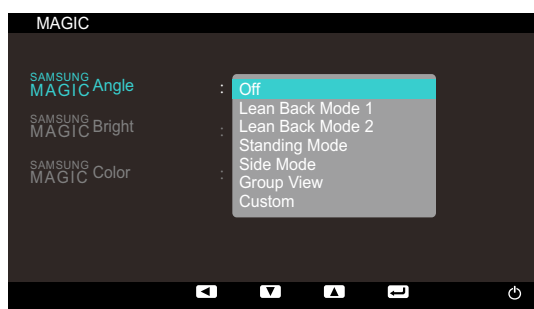 MAGIC
SAMSUNG
MAGIC Angle :
Off
Lean Back Mode 1
Lean Back Mode 2
Standing Mode
Side Mode
Group View
Custom
SAMSUNG
MAGIC Bright :
SAMSUNG
MAGIC Color :